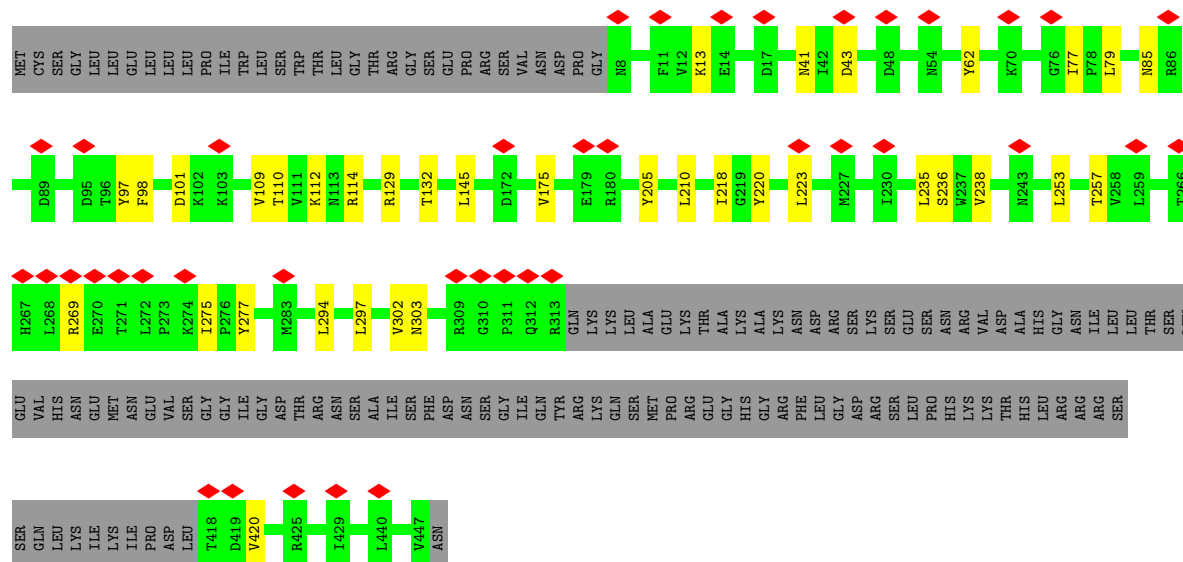 MET CYS SER GLY LEU LEU GLU LEU LEU LEU PRO ILE TRP LEU SER TRP THR LEU GLY THR ARG GLY SER GLU PRO ARG SER VAL ASN ASP PRO GLY N8 F11 V12 K13 E14 D17 N41 I42 D43 D48 N54 Y62 K70 G76 I77 P78 L79 N85 R86
D89 D95 T96 Y97 F98 D101 K102 K103 V109 T110 V111 K112 N113 R114 R129 T132 L145 D172 V175 E179 R180 Y205 L210 I218 G219 Y220 L223 M227 I230 L235 S236 W237 V238 N243 L253 T257 V258 L259 T266
H267 L268 R269 E270 T271 L272 P273 K274 I275 P276 Y277 M283 L294 L297 V302 N303 R309 G310 P311 Q312 R313 GLN LYS LYS LEU ALA GLU LYS THR ALA LYS ALA LYS ASN ASP ARG SER LYS SER GLU SER ASN ARG VAL ASP ALA HIS GLY ASN ILE LEU LEU THR SER
GLU VAL HIS ASN GLU MET ASN GLU VAL SER GLY GLY ILE GLY ASP THR ARG ASN SER ALA ILE SER PHE ASP ASN SER GLY ILE GLN TYR ARG LYS GLN SER MET PRO ARG GLU GLY HIS GLY ARG PHE LEU GLY ASP ARG SER LEU PRO HIS LYS LYS THR HIS LEU ARG ARG ARG SER
SER GLN LEU LYS ILE LYS ILE PRO ASP LEU T418 D419 V420 R425 I429 L440 V447 ASN